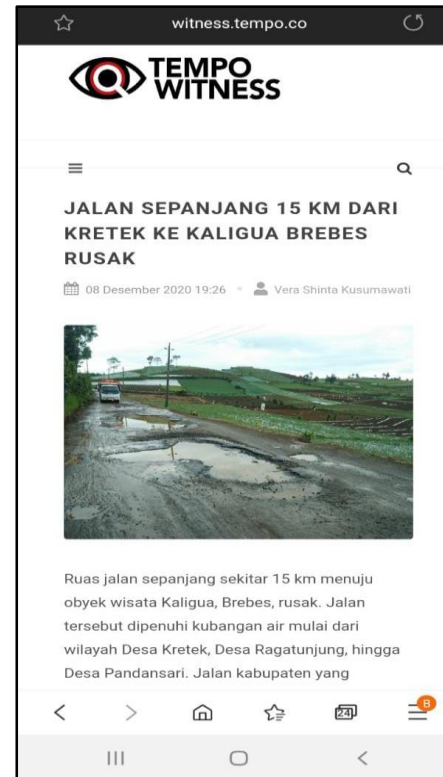 witness.tempo.co
TEMPO
WITNESS
JALAN SEPANJANG 15 KM DARI
KRETEK KE KALIGUA BREBES
RUSAK
08 Desember 2020 19:26 • Vera Shinta Kusumawati
Ruas jalan sepanjang sekitar 15 km menuju
obyek wisata Kaligua, Brebes, rusak. Jalan
tersebut dipenuhi kubangan air mulai dari
wilayah Desa Kretek, Desa Ragatunjung, hingga
Desa Pandansari. Jalan kabupaten yang
24
B